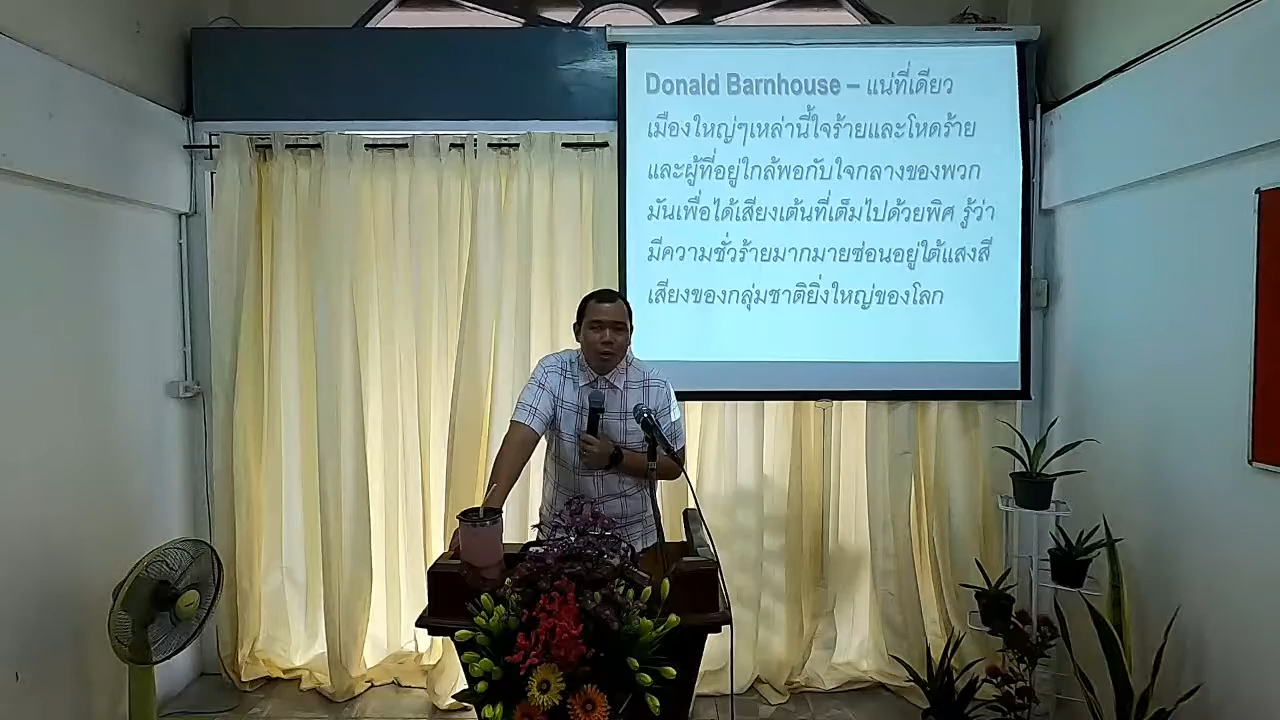 Donald Barnhouse – แน่ทีเดียว
เมืองใหญ่ๆเหล่านี้ใจร้ายและโหดร้าย
และผู้ที่อยู่ใกล้พอกับใจกลางของพวก
มันเพื่อได้เสียงเต้นที่เต็มไปด้วยพิศ รู้ว่า
มีความชั่วร้ายมากมายซ่อนอยู่ใต้แสงสี
เสียงของกลุ่มชาติยิ่งใหญ่ของโลก